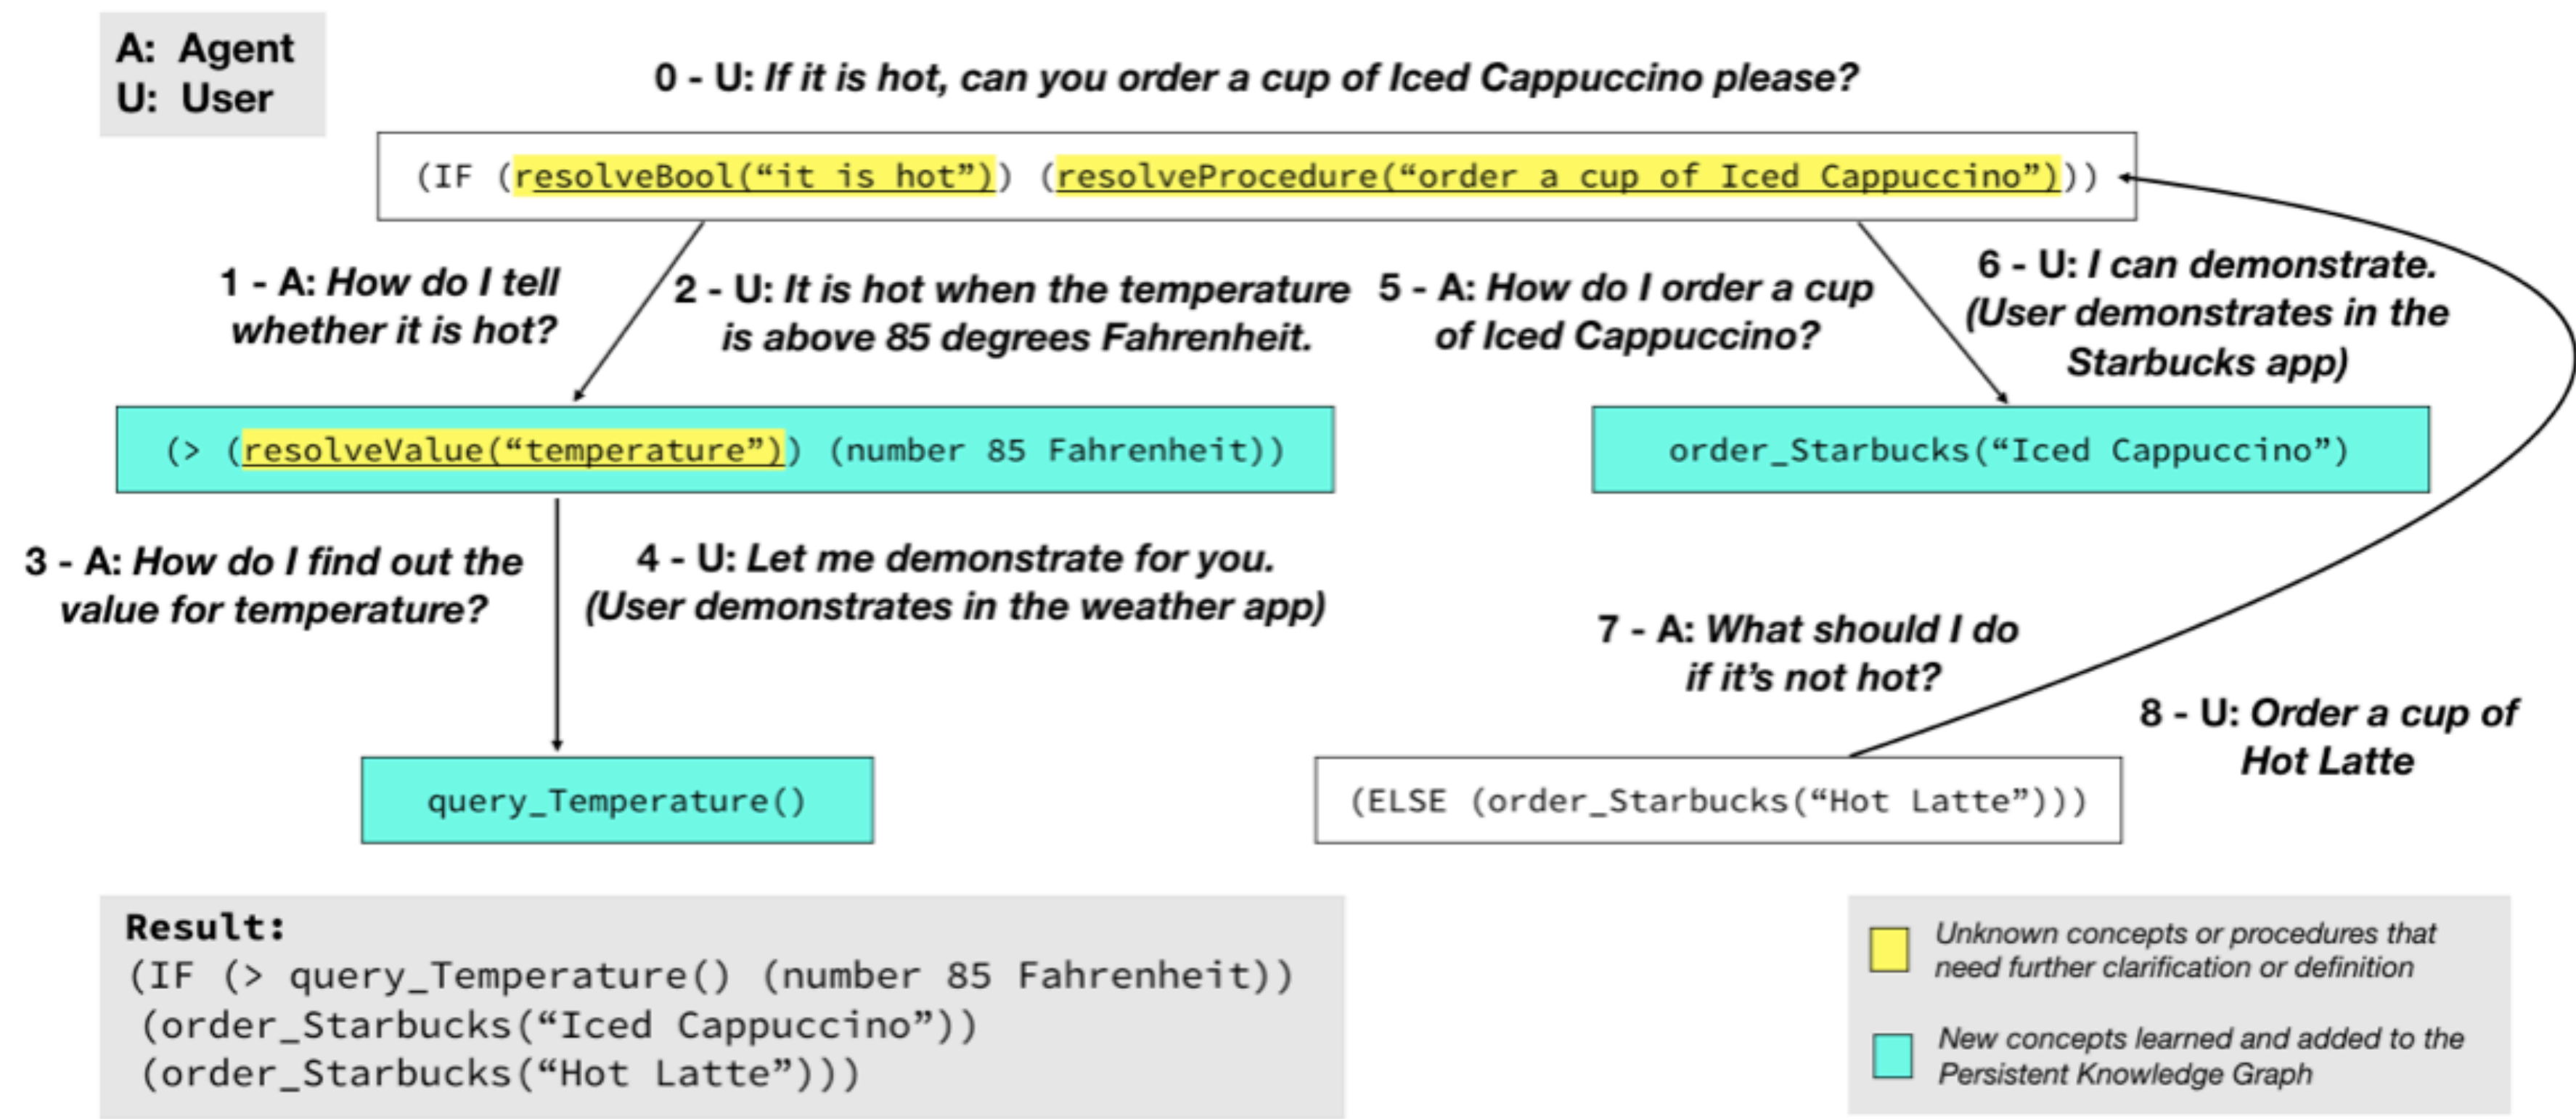 A: Agent
U: User
0 - U: If it is hot, can you order a cup of Iced Cappuccino please?
(IF (resolveBool(“it is hot”)) (resolveProcedure(“order a cup of Iced Cappuccino”)))
1 - A: How do I tell
whether it is hot?
2 - U: It is hot when the temperature
is above 85 degrees Fahrenheit.
5 - A: How do I order a cup
of Iced Cappuccino?
6 - U: I can demonstrate.
(User demonstrates in the
Starbucks app)
(> (resolveValue(“temperature”)) (number 85 Fahrenheit))
order_Starbucks(“Iced Cappuccino”)
3 - A: How do I find out the
value for temperature?
4 - U: Let me demonstrate for you.
(User demonstrates in the weather app)
7 - A: What should I do
if it’s not hot?
8 - U: Order a cup of
Hot Latte
query_Temperature()
(ELSE (order_Starbucks(“Hot Latte”)))
Result:
(IF (> query_Temperature() (number 85 Fahrenheit))
(order_Starbucks(“Iced Cappuccino”))
(order_Starbucks(“Hot Latte”)))
Unknown concepts or procedures that
need further clarification or definition
New concepts learned and added to the
Persistent Knowledge Graph